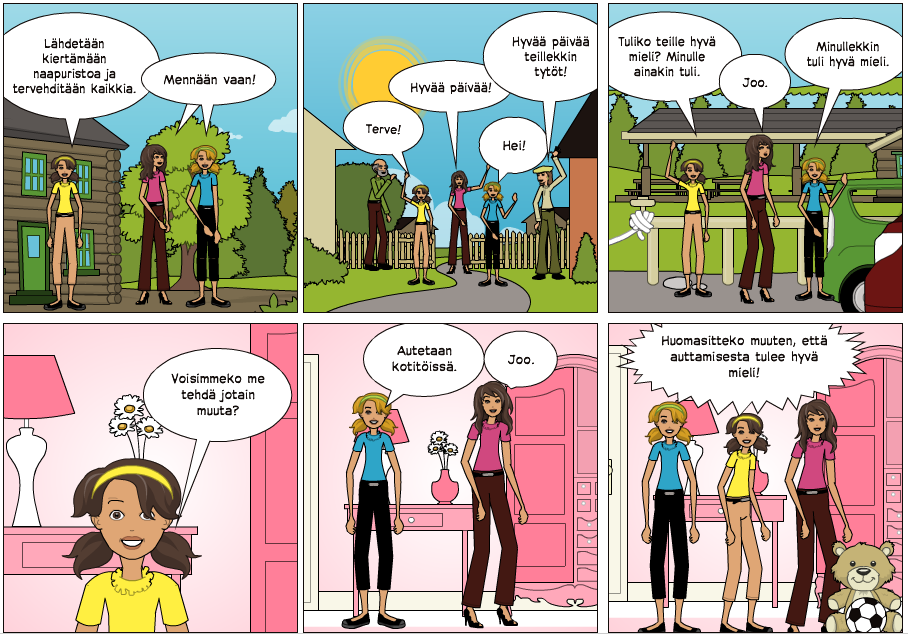 Lähdetään
kiertämään
naapuristoa ja
tervehditään kaikkia.
Mennään vaan!
Terve!
Hyvää päivää!
Hei!
Hyvää päivää
teillekkin
tytöt!
Tuliko teille hyvä
mieli? Minulle
ainakin tuli.
Joo.
Minullekkin
tuli hyvä mieli.
Voisimmeko me
tehdä jotain
muuta?
Autetaan
kotitöissä.
Joo.
Huomasitteko muuten, että
auttamisesta tulee hyvä
mieli!